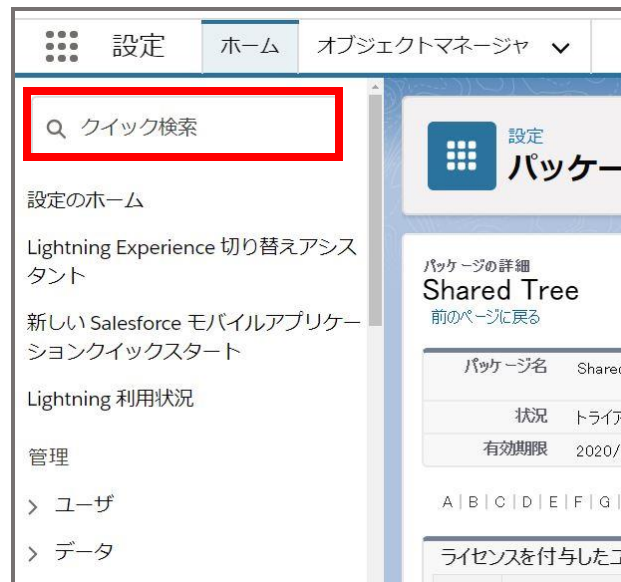 設定
ホーム
オブジェクトマネージャ
クイック検索
設定のホーム
Lightning Experience 切り替えアシス
タント
新しい Salesforce モバイルアプリケー
ションクイックスタート
Lightning 利用状況
管理
ユーザ
データ
設定
パッケー
パッケージの詳細
Shared Tree
前のページに戻る
パッケージ名 Shared
状況 トライア
有効期限 2020/
A | B | C | D | E | F | G |
ライセンスを付与したユ